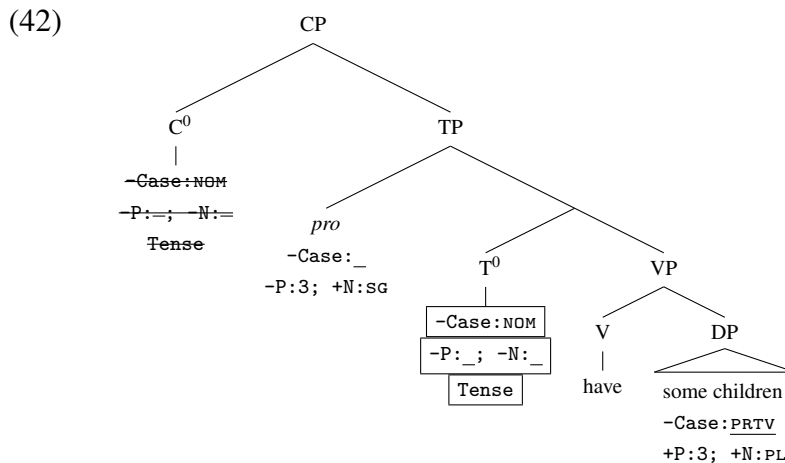 (42)
CP
C⁰ TP
-Case:NOM
-P:_; -N:_
Tense
pro
-Case:_
-P:3; +N:SG
T⁰ VP
-Case:NOM
-P:_; -N:_
Tense
V DP
have some children
-Case:PRTV
+P:3; +N:PL